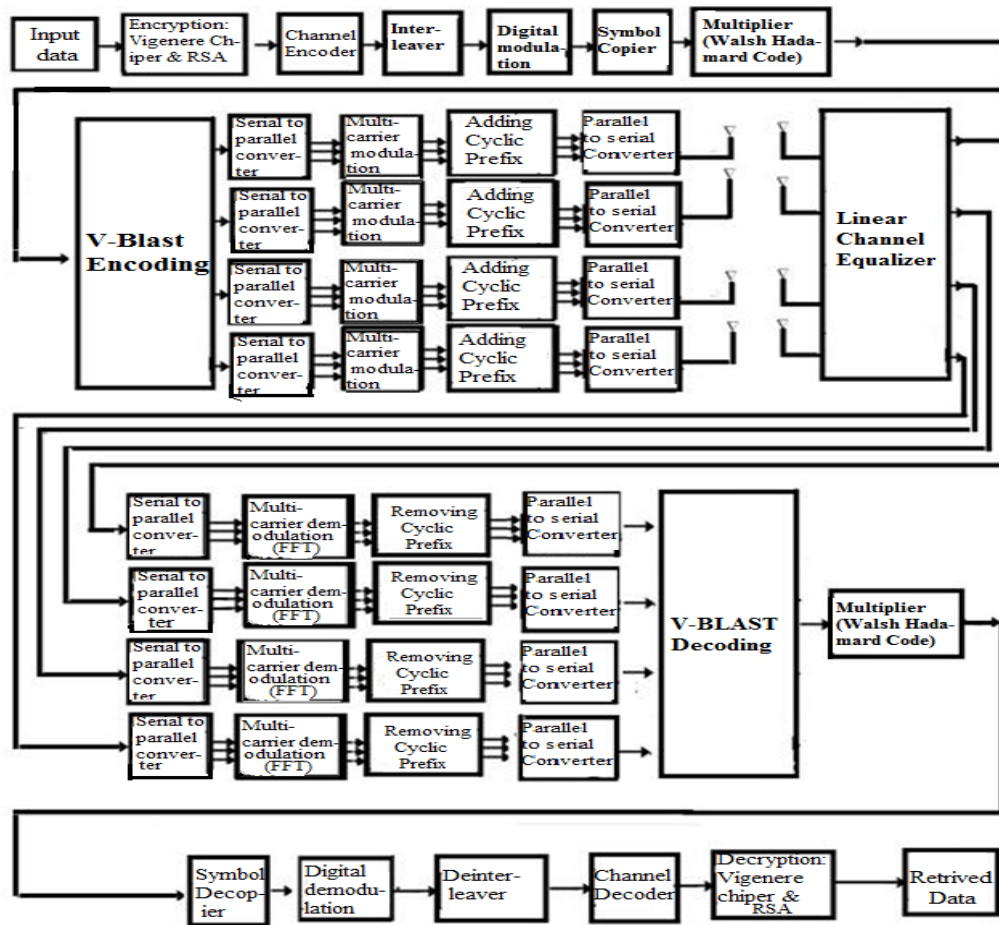 Input
data
Encryption:
Vigenere Chi-
per & RSA
Channel
Encoder
Inter-
leaver
Digital
modula-
tion
Symbol
Copier
Multiplier
(Walsh Hada-
mard Code)
V-Blast
Encoding
Serial to
parallel
conver-
ter
Multi-
carrier
modula-
tion
Adding
Cyclic
Prefix
Parallel
to serial
Converter
Serial to
parallel
conver-
ter
Multi-
carrier
modula-
tion
Adding
Cyclic
Prefix
Parallel
to serial
Converter
Serial to
parallel
conver-
ter
Multi-
carrier
modula-
tion
Adding
Cyclic
Prefix
Parallel
to serial
Converter
Serial to
parallel
conver-
ter
Multi-
carrier
modula-
tion
Adding
Cyclic
Prefix
Parallel
to serial
Converter
Linear
Channel
Equalizer
Serial to
parallel
conver-
ter
Multi-
carrier dem-
odulation
(FFT)
Removing
Cyclic
Prefix
Parallel
to serial
Converter
Serial to
parallel
conver-
ter
Multi-
carrier dem-
odulation
(FFT)
Removing
Cyclic
Prefix
Parallel
to serial
Converter
Serial to
parallel
conver-
ter
Multi-
carrier dem-
odulation
(FFT)
Removing
Cyclic
Prefix
Parallel
to serial
Converter
Serial to
parallel
conver-
ter
Multi-
carrier dem-
odulation
(FFT)
Removing
Cyclic
Prefix
Parallel
to serial
Converter
V-BLAST
Decoding
Multiplier
(Walsh Hada-
mard Code)
Symbol
Decop-
ier
Digital
demodu-
lation
Deinter-
leaver
Channel
Decoder
Decryption:
Vigenere
chiper &
RSA
Retrived
Data